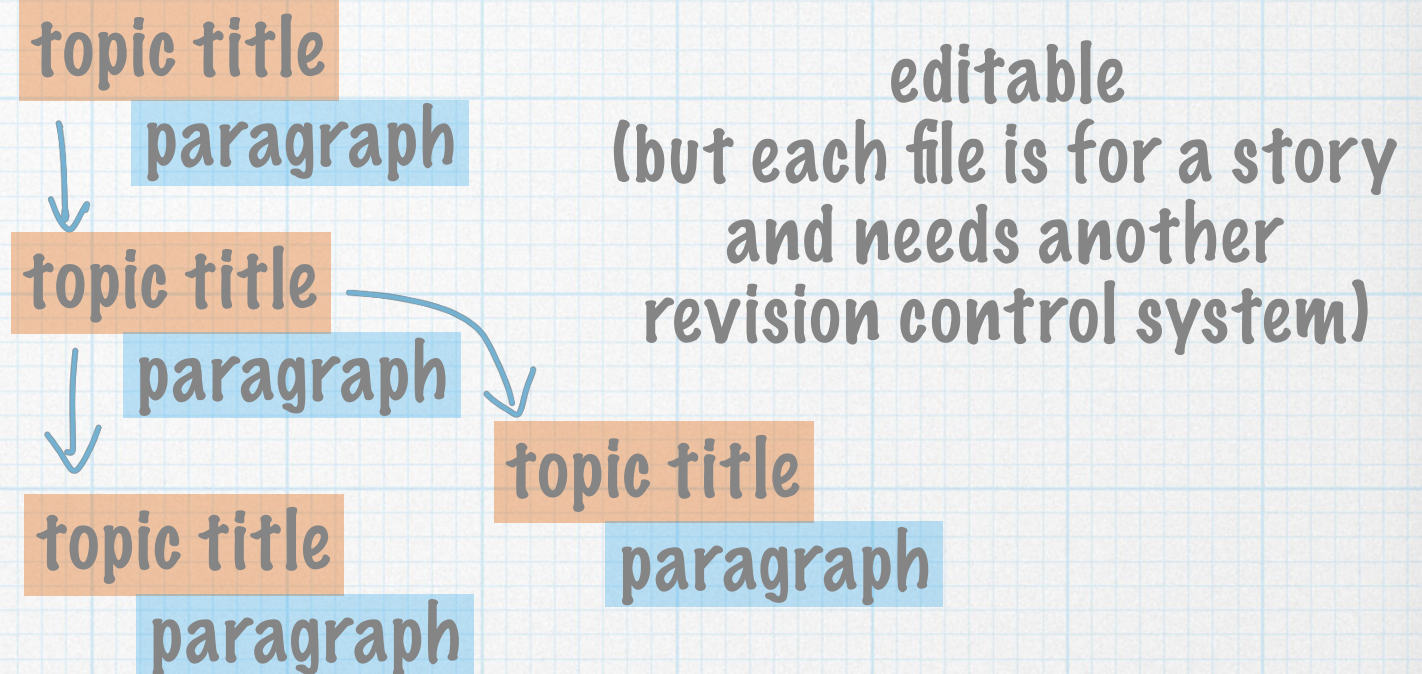 topic title
paragraph
topic title
paragraph
topic title
paragraph
topic title
paragraph
editable
(but each file is for a story
and needs another
revision control system)